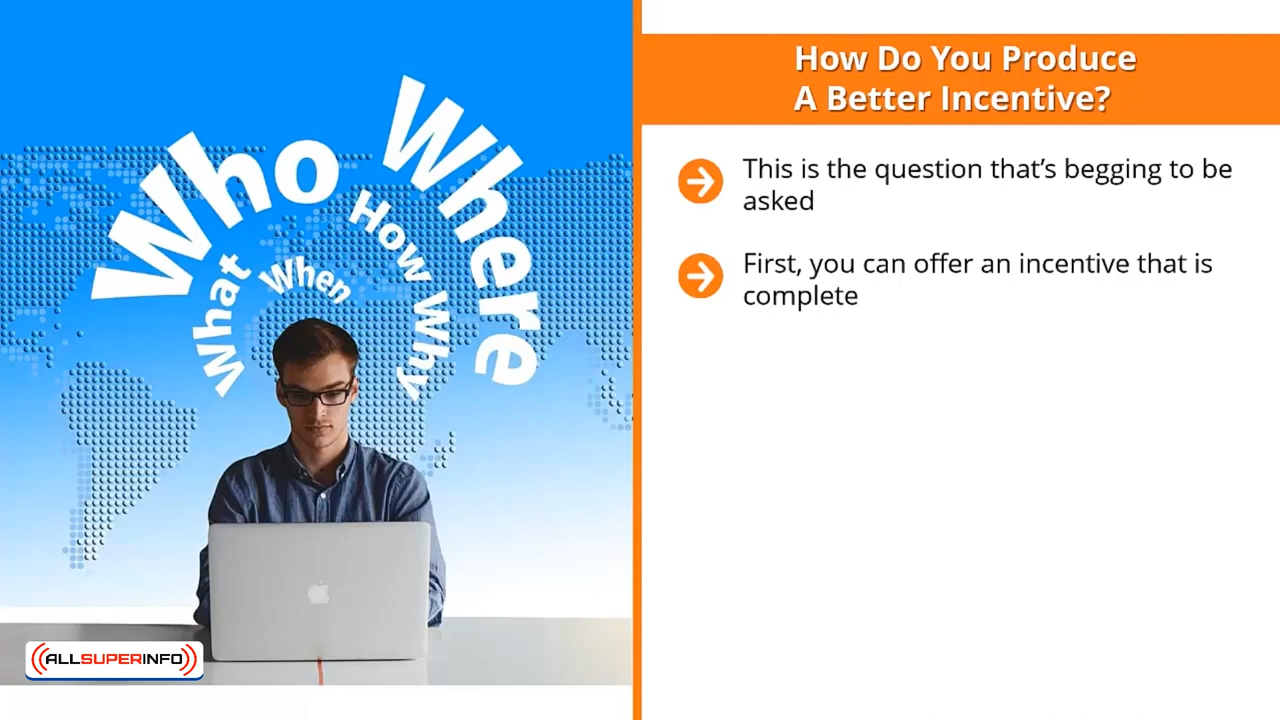 Who
Where
What
When
How
Why
ALLSUPERINFO
How Do You Produce
A Better Incentive?
This is the question that’s begging to be
asked
First, you can offer an incentive that is
complete